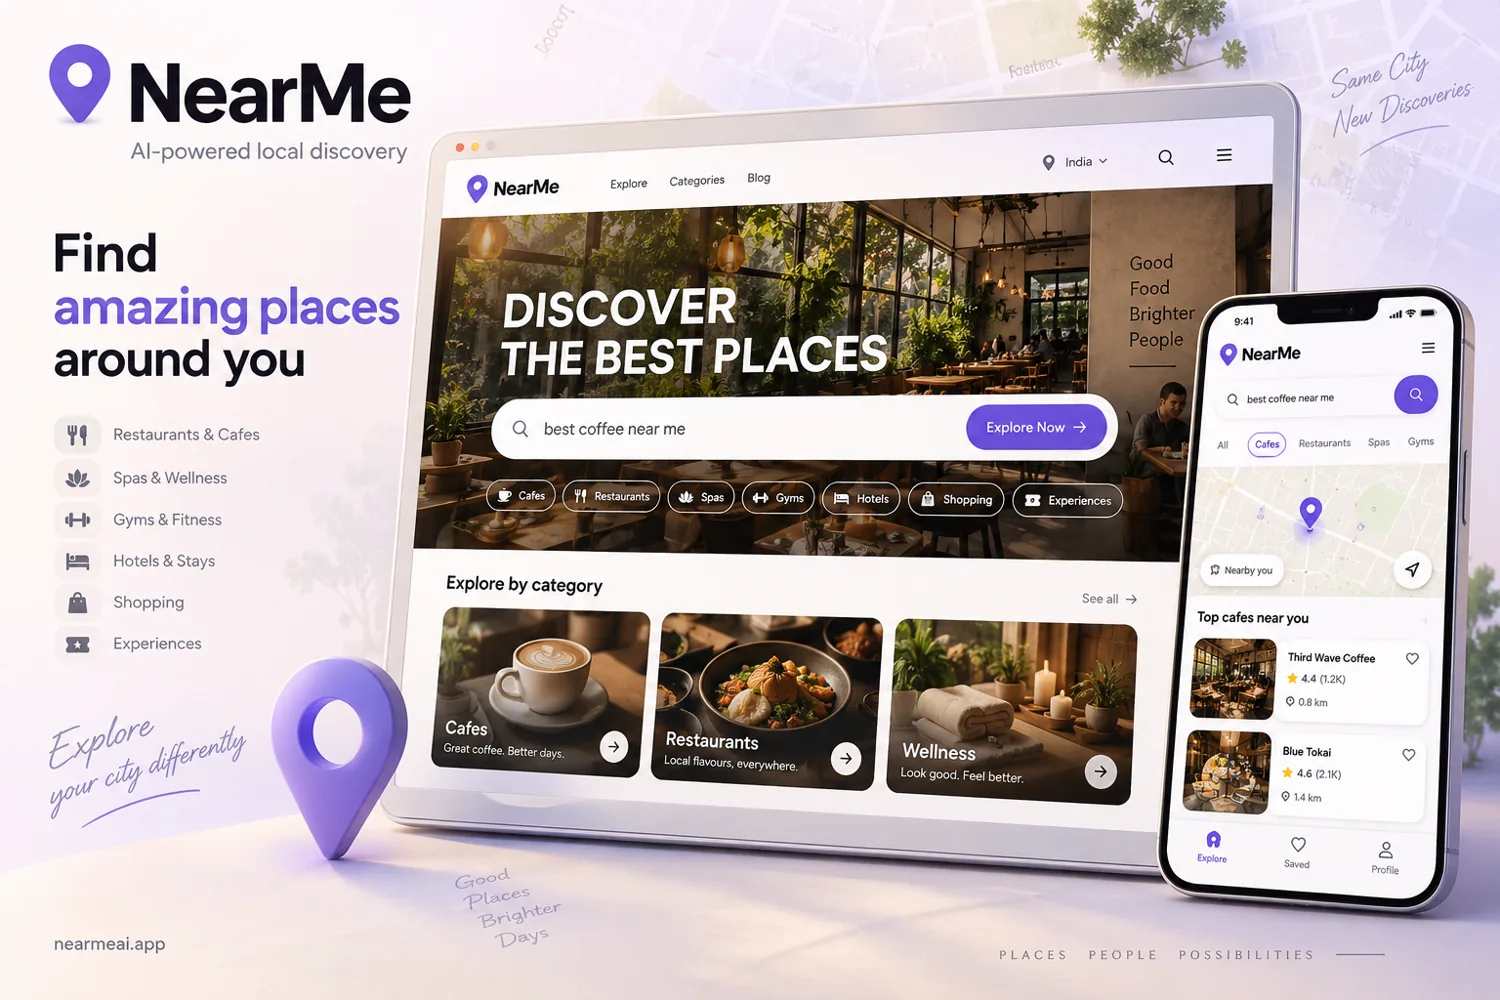 NearMe
AI-powered local discovery
Find
amazing places
around you
Restaurants & Cafes
Spas & Wellness
Gyms & Fitness
Hotels & Stays
Shopping
Experiences
Explore
your city differently
nearmeai.app
Good
Places
Brighter
Days
Same City
New Discoveries
NearMe
Explore
Categories
Blog
India
DISCOVER
THE BEST PLACES
Good
Food
Brighter
People
best coffee near me
Explore Now
Cafes
Restaurants
Spas
Gyms
Hotels
Shopping
Experiences
Explore by category
See all
Cafes
Great coffee. Better days.
Restaurants
Local flavours, everywhere.
Wellness
Look good. Feel better.
9:41
NearMe
best coffee near me
All
Cafes
Restaurants
Spas
Gyms
Nearby you
Top cafes near you
Third Wave Coffee
4.4 (1.2K)
0.8 km
Blue Tokai
4.6 (2.1K)
1.4 km
Explore
Saved
Profile
PLACES PEOPLE POSSIBILITIES